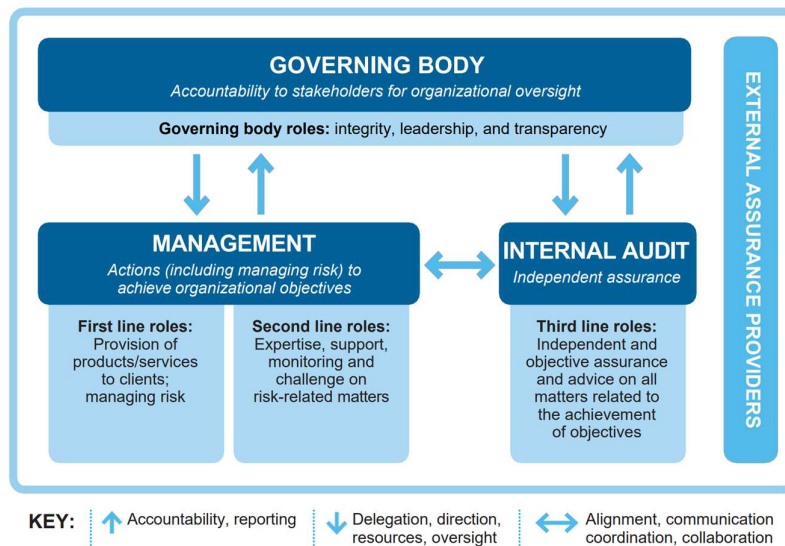 GOVERNING BODY
Accountability to stakeholders for organizational oversight
Governing body roles: integrity, leadership, and transparency
MANAGEMENT
Actions (including managing risk) to
achieve organizational objectives
INTERNAL AUDIT
Independent assurance
First line roles:
Provision of
products/services
to clients;
managing risk
Second line roles:
Expertise, support,
monitoring and
challenge on
risk-related matters
Third line roles:
Independent and
objective assurance
and advice on all
matters related to
the achievement
of objectives
EXTERNAL ASSURANCE PROVIDERS
KEY:
Accountability, reporting
Delegation, direction,
resources, oversight
Alignment, communication
coordination, collaboration